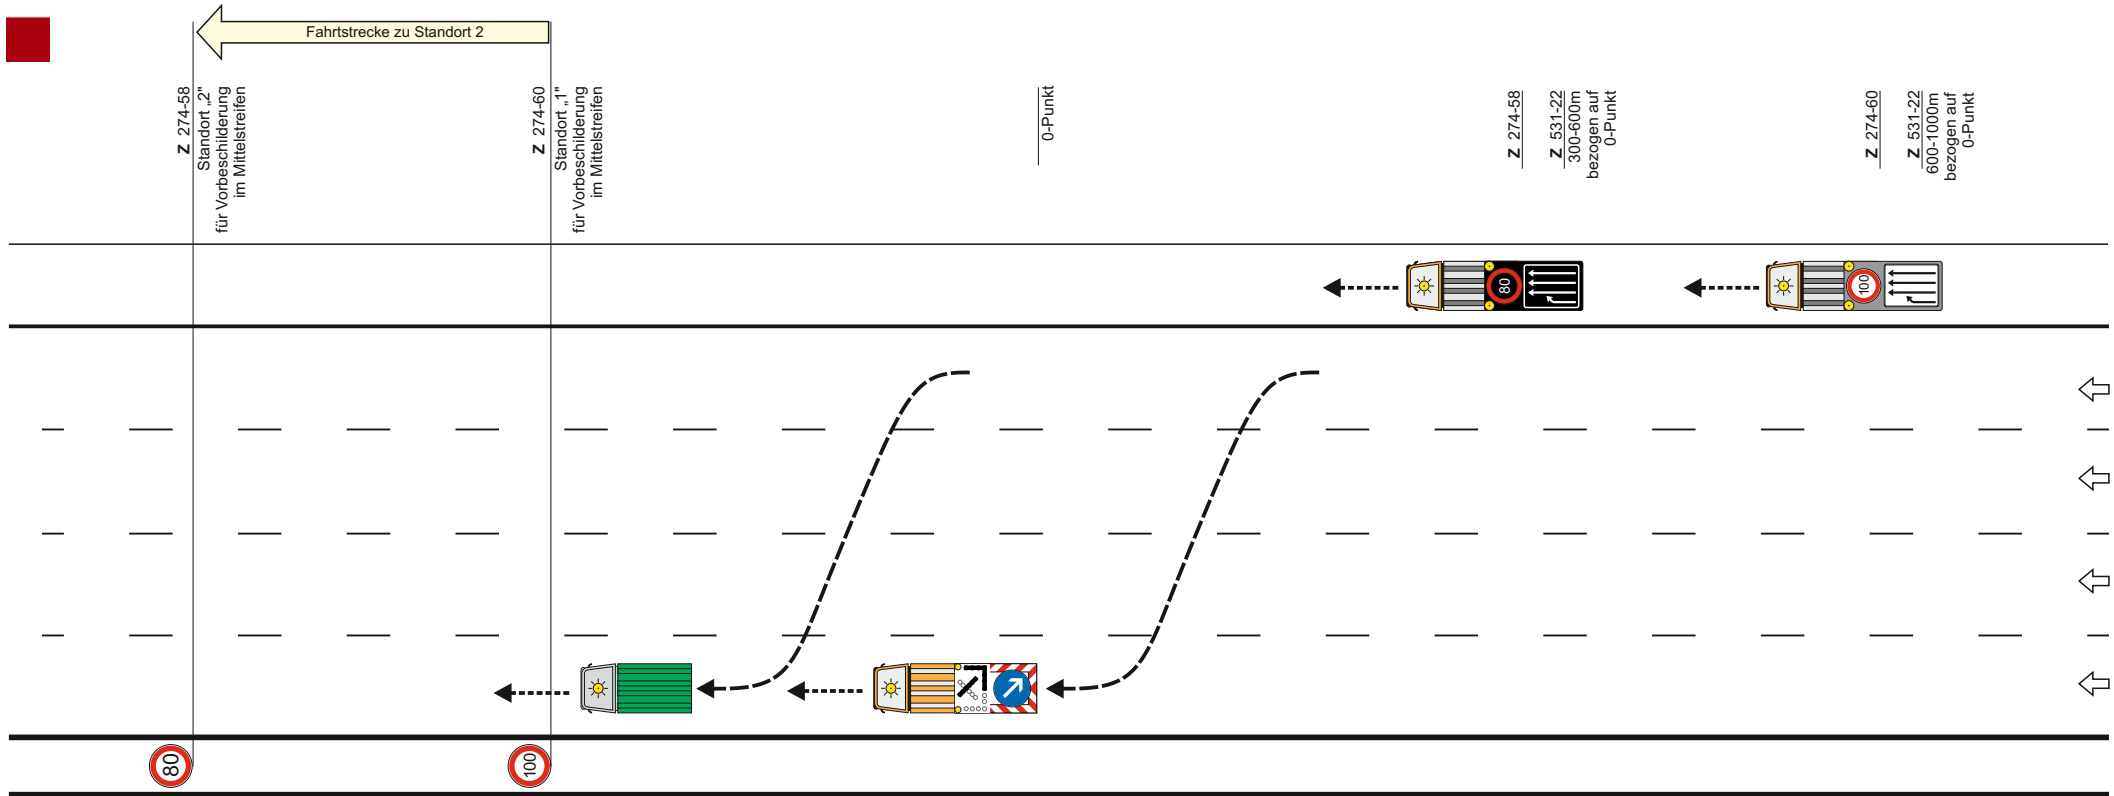 Fahrtstrecke zu Standort 2
Z 274-58
Standort „2"
für Vorbeschilderung
im Mittelstreifen
Z 274-60
Standort „1"
für Vorbeschilderung
im Mittelstreifen
0-Punkt
Z 274-58
Z 531-22
300-600m
bezogen auf
0-Punkt
Z 274-60
Z 531-22
600-1000m
bezogen auf
0-Punkt
80
100
80
100